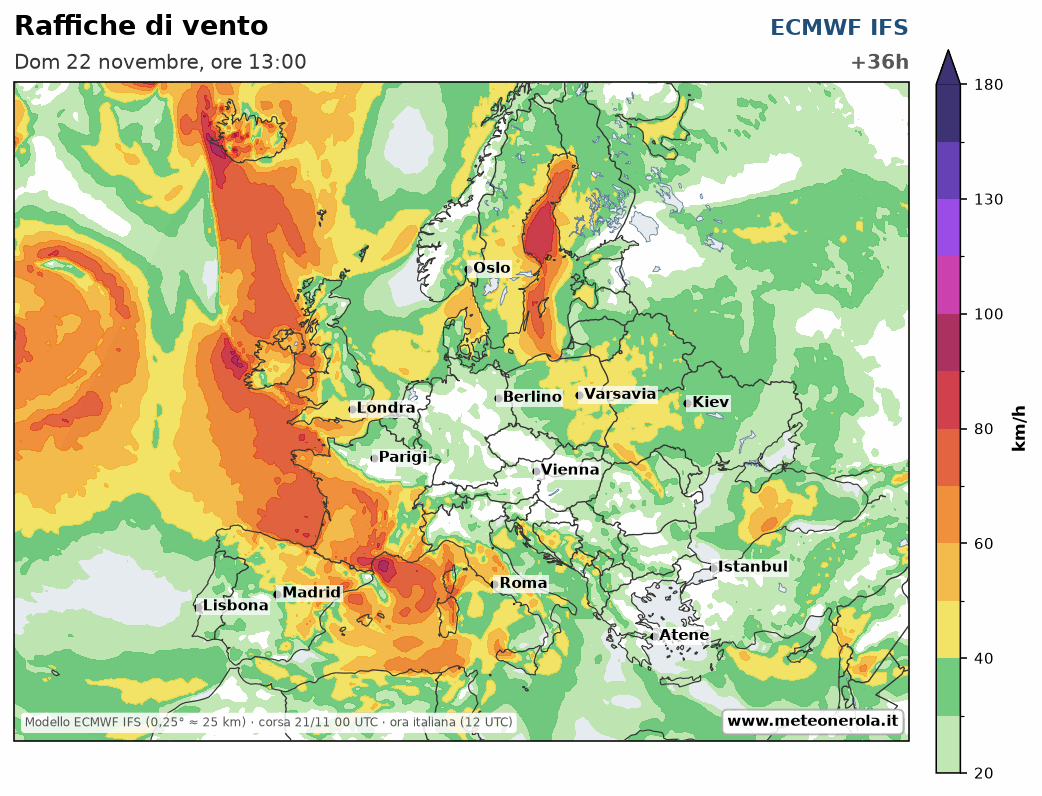 Raffiche di vento
ECMWF IFS
Dom 22 novembre, ore 13:00
+36h
180
130
100
80
60
40
20
km/h
Oslo
Berlino
Varsavia
Kiev
Londra
Parigi
Vienna
Istanbul
Roma
Madrid
Lisbona
Atene
Modello ECMWF IFS (0,25° ≈ 25 km) · corsa 21/11 00 UTC · ora italiana (12 UTC)
www.meteonerola.it